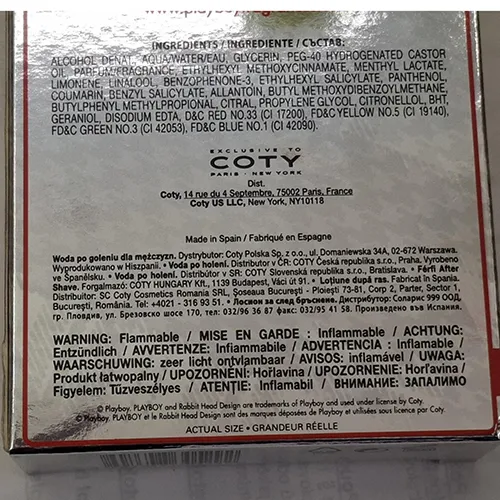 www.playboy
INGREDIENTS / INGREDIENTE / СЪСТАВ:
ALCOHOL DENAT, AQUA/WATER/EAU, GLYCERIN, PEG-40 HYDROGENATED CASTOR
OIL, PARFUM/FRAGRANCE, ETHYLHEXYL METHOXYCINNAMATE, MENTHYL LACTATE,
LIMONENE, LINALOOL, BENZOPHENONE-3, ETHYLHEXYL SALICYLATE, PANTHENOL,
COUMARIN, BENZYL SALICYLATE, ALLANTOIN, BUTYL METHOXYDIBENZOYLMETHANE,
BUTYLPHENYL METHYLPROPIONAL, CITRAL, PROPYLENE GLYCOL, CITRONELLOL, BHT,
GERANIOL, DISODIUM EDTA, D&C RED NO.33 (CI 17200), FD&C YELLOW NO.5 (CI 19140),
FD&C GREEN NO.3 (CI 42053), FD&C BLUE NO.1 (CI 42090).
EXCLUSIVE TO
COTY
PARIS · NEW YORK
Dist.
Coty, 14 rue du 4 Septembre, 75002 Paris, France
Coty US LLC, New York, NY10118
Made in Spain / Fabriqué en Espagne
Woda po goleniu dla mężczyzn. Dystrybutor: Coty Polska Sp. z o.o., ul. Domaniewska 34A, 02-672 Warszawa.
Wyprodukowano w Hiszpanii. • Voda po holení. Distributor v ČR: COTY Česká republika s.r.o., Praha. Vyrobeno
ve Španělsku. • Voda po holení. Distribútor v SR: COTY Slovenská republika s.r.o., Bratislava. • Férfi After
Shave. Forgalmazó: COTY HUNGARY Kft., 1139 Budapest, Váci út 91. • Loțiune după ras. Fabricat în Spania.
Distribuitor: SC Coty Cosmetics Romania SRL, Șoseaua București - Ploiești 73-81, Corp 2, Parter, Sector 1,
București, România, Tel: +4021 - 316 93 51. • Лосион за след бръснене. Дистрибутор: Соларис 999 ООД,
гр. Пловдив, ул. Брезовско шосе 170, тел: 032/96 36 87 факс: 032/95 41 58. Произведено в Испания.
WARNING: Flammable / MISE EN GARDE : Inflammable / ACHTUNG:
Entzündlich / AVVERTENZE: Infiammabile / ADVERTENCIA : Inflamable /
WAARSCHUWING: zeer licht ontvlambaar / AVISOS: inflamável / UWAGA:
Produkt łatwopalny / UPOZORNĚNÍ: Hořlavina / UPOZORNENIE: Horľavina /
Figyelem: Tűzveszélyes / ATENȚIE: Inflamabil / ВНИМАНИЕ: ЗАПАЛИМО
© Playboy. PLAYBOY and Rabbit Head Design are trademarks of Playboy and used under license by Coty.
© Playboy. PLAYBOY et le Rabbit Head Design sont des marques déposées de Playboy et utilisées sous licence par Coty.
ACTUAL SIZE • GRANDEUR RÉELLE